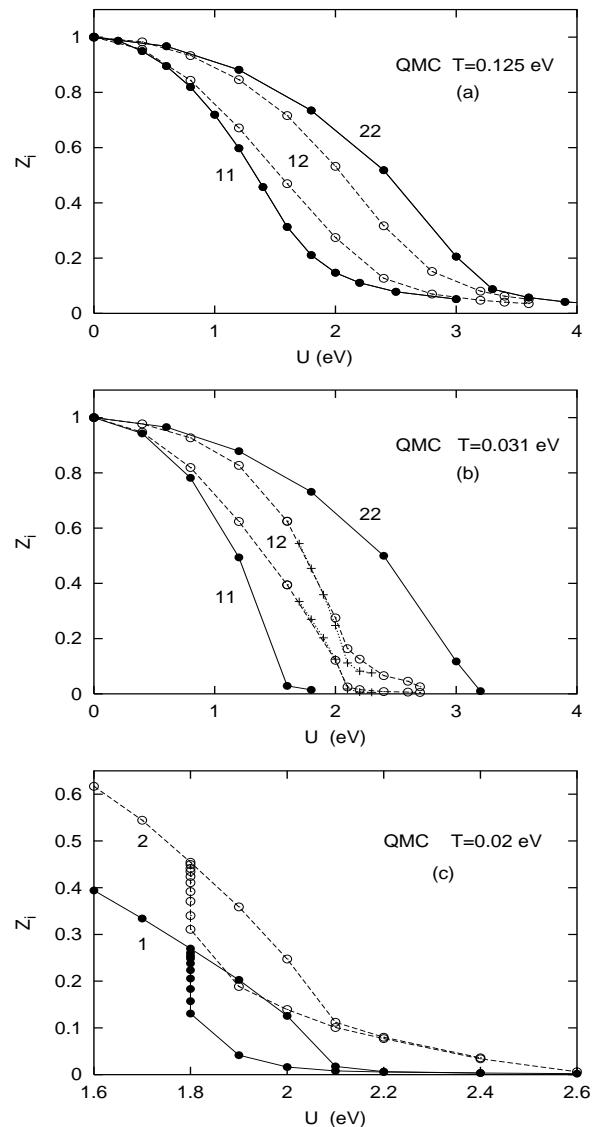 1
0.8
0.6
0.4
0.2
0
Z_i
QMC T=0.125 eV
(a)
22
12
11
0 1 2 3 4
U (eV)
1
0.8
0.6
0.4
0.2
0
Z_i
QMC T=0.031 eV
(b)
22
12
11
0 1 2 3 4
U (eV)
0.6
0.5
0.4
0.3
0.2
0.1
0
Z_i
QMC T=0.02 eV
(c)
2
1
1.6 1.8 2 2.2 2.4 2.6
U (eV)